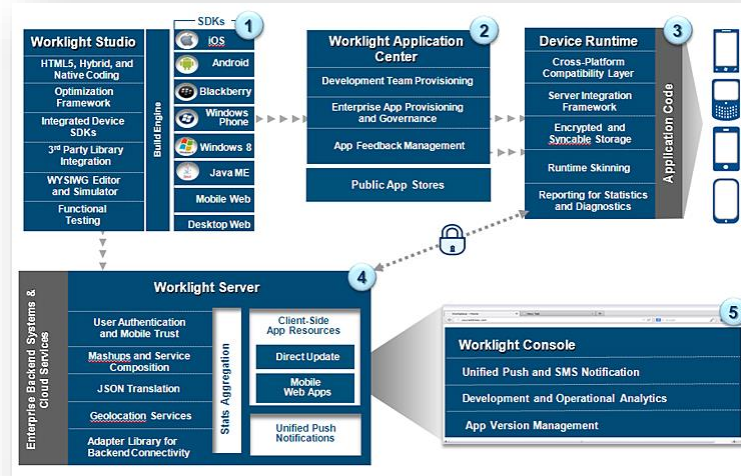 SDKs
1
Worklight Studio
HTML5, Hybrid, and
Native Coding
Optimization
Framework
Integrated Device
SDKs
3rd Party Library
Integration
WYSIWG Editor
and Simulator
Functional
Testing
Build Engine
iOS
Android
Blackberry
Windows
Phone
Windows 8
Java ME
Mobile Web
Desktop Web
2
Worklight Application
Center
Development Team Provisioning
Enterprise App Provisioning
and Governance
App Feedback Management
Public App Stores
3
Device Runtime
Cross-Platform
Compatibility Layer
Server Integration
Framework
Encrypted and
Syncable Storage
Runtime Skinning
Reporting for Statistics
and Diagnostics
Application Code
4
Enterprise Backend Systems &
Cloud Services
Worklight Server
User Authentication
and Mobile Trust
Mashups and Service
Composition
JSON Translation
Geolocation Services
Adapter Library for
Backend Connectivity
Stats Aggregation
Client-Side
App Resources
Direct Update
Mobile
Web Apps
Unified Push
Notifications
5
Worklight Console
Unified Push and SMS Notification
Development and Operational Analytics
App Version Management